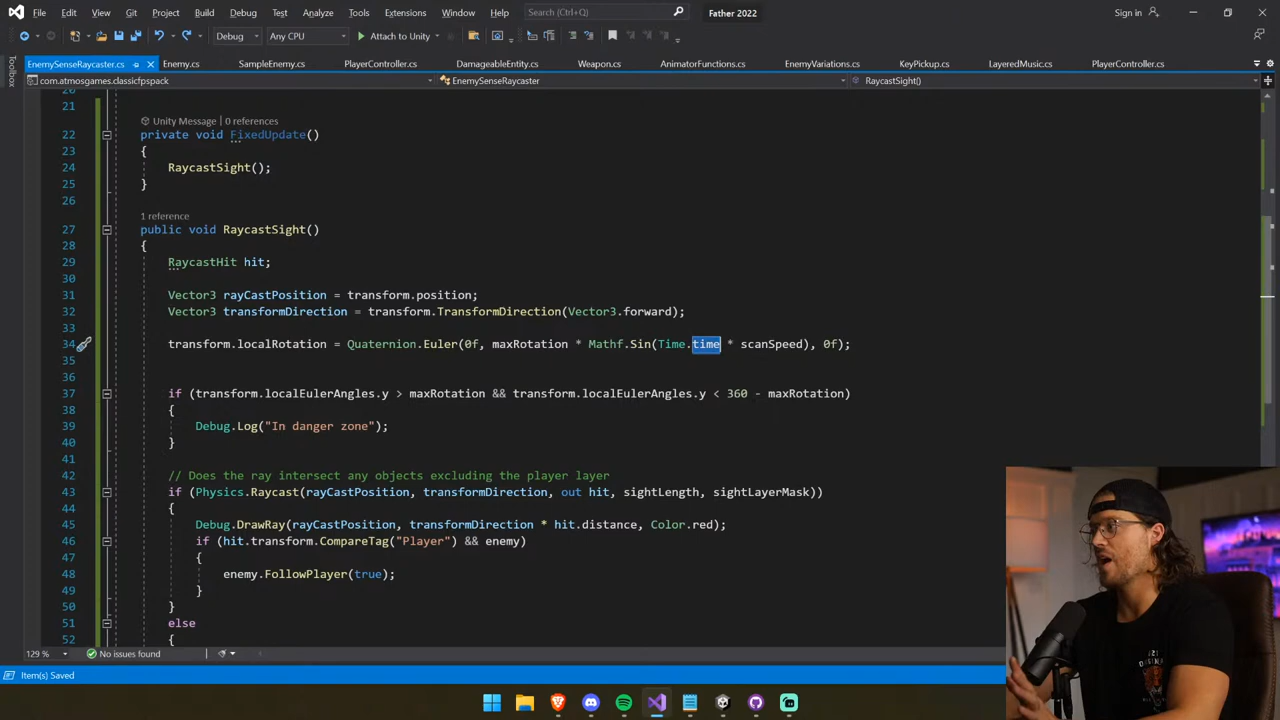 File Edit View Git Project Build Debug Test Analyze Tools Extensions Window Help Search (Ctrl+Q) Father 2022 Sign in
Debug Any CPU Attach to Unity
EnemySenseRaycaster.cs Enemy.cs SampleEnemy.cs PlayerController.cs DamageableEntity.cs Weapon.cs AnimatorFunctions.cs EnemyVariations.cs KeyPickup.cs LayeredMusic.cs PlayerController.cs
Toolbox
com.atmosgames.classicfpspack EnemySenseRaycaster RaycastSight()
20
21
Unity Message | 0 references
22 private void FixedUpdate()
23 {
24 RaycastSight();
25 }
26
1 reference
27 public void RaycastSight()
28 {
29 RaycastHit hit;
30
31 Vector3 rayCastPosition = transform.position;
32 Vector3 transformDirection = transform.TransformDirection(Vector3.forward);
33
34 transform.localRotation = Quaternion.Euler(0f, maxRotation * Mathf.Sin(Time.time * scanSpeed), 0f);
35
36
37 if (transform.localEulerAngles.y > maxRotation && transform.localEulerAngles.y < 360 - maxRotation)
38 {
39 Debug.Log("In danger zone");
40 }
41
42 // Does the ray intersect any objects excluding the player layer
43 if (Physics.Raycast(rayCastPosition, transformDirection, out hit, sightLength, sightLayerMask))
44 {
45 Debug.DrawRay(rayCastPosition, transformDirection * hit.distance, Color.red);
46 if (hit.transform.CompareTag("Player") && enemy)
47 {
48 enemy.FollowPlayer(true);
49 }
50 }
51 else
52 {
129 % No issues found
Item(s) Saved